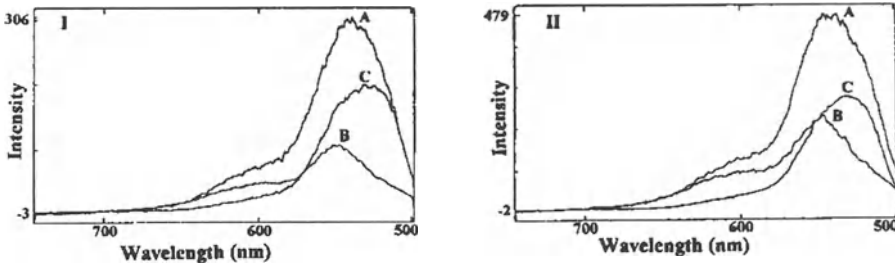 306
I
A
C
B
Intensity
-3
700
600
500
Wavelength (nm)
479
II
A
C
B
Intensity
-2
700
600
500
Wavelength (nm)